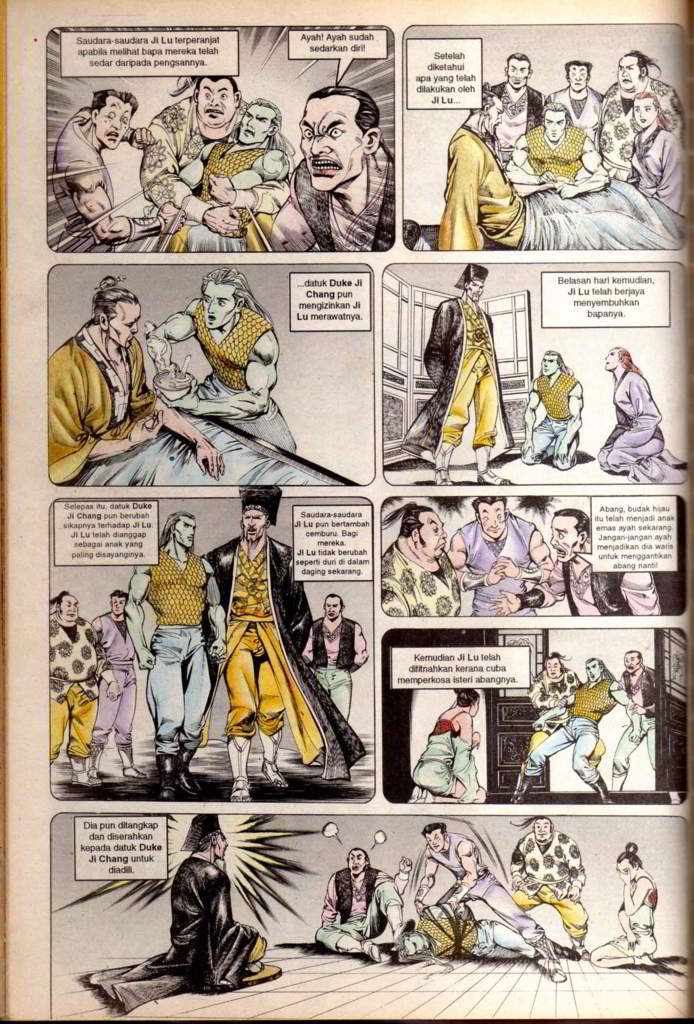 Saudara-saudara Ji Lu terperanjat
apabila melihat bapa mereka telah
sedar daripada pengsannya.
Ayah! Ayah sudah
sedarkan diri!
Setelah
diketahui
apa yang telah
dilakukan oleh
Ji Lu...
...datuk Duke Ji
Chang pun
mengizinkan Ji
Lu merawatnya.
Belasan hari kemudian,
Ji Lu telah berjaya
menyembuhkan
bapanya.
Selepas itu, datuk Duke
Ji Chang pun berubah
sikapnya terhadap Ji Lu.
Ji Lu telah dianggap
sebagai anak yang
paling disayanginya.
Saudara-saudara
Ji Lu pun bertambah
cemburu. Bagi
mereka.
Ji Lu tidak berubah
seperti duri di dalam
daging sekarang.
Abang, budak hijau
itu telah menjadi anak
emas ayah sekarang.
Jangan-jangan ayah
menjadikan dia waris
untuk menggantikan
abang nanti!
Kemudian Ji Lu telah
difitnahkan kerana cuba
memperkosa isteri abangnya.
Dia pun ditangkap
dan diserahkan
kepada datuk Duke
Ji Chang untuk
diadili.